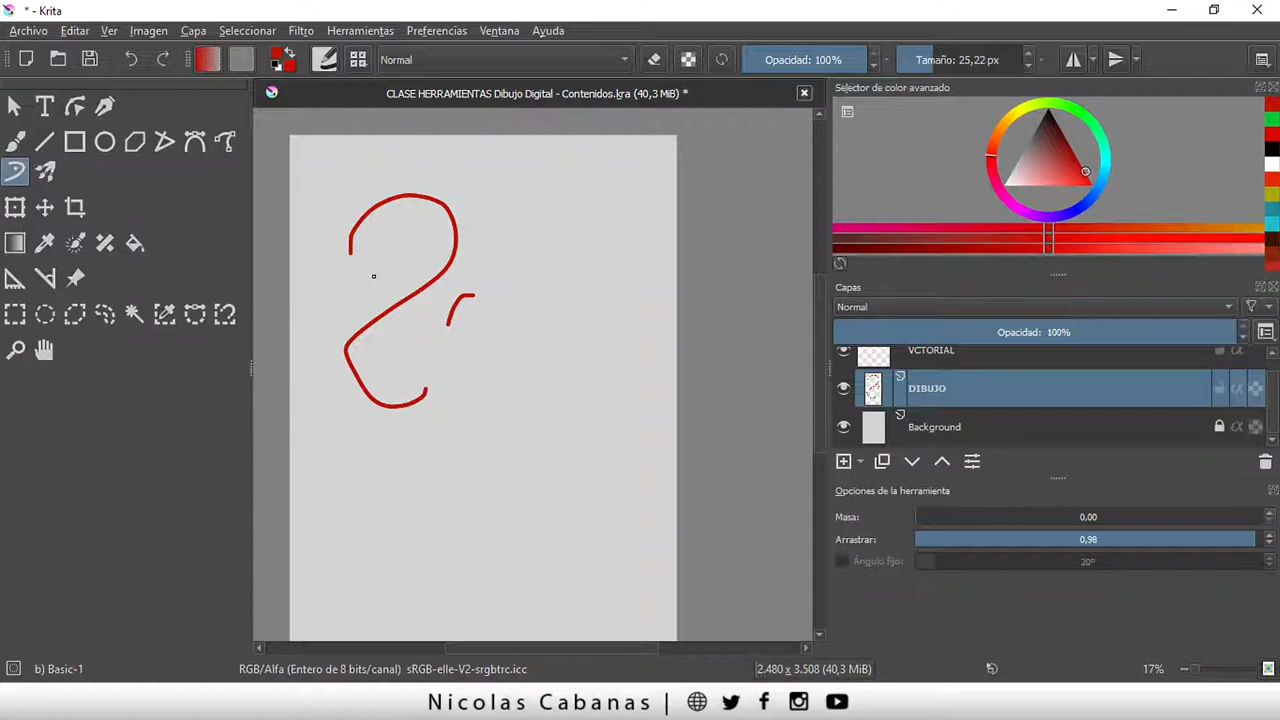 * - Krita
Archivo Editar Ver Imagen Capa Seleccionar Filtro Herramientas Preferencias Ventana Ayuda
Normal Opacidad: 100% Tamaño: 25,22 px
CLASE HERRAMIENTAS Dibujo Digital - Contenidos.kra (40,3 MiB) *
Selector de color avanzado
Capas
Normal
Opacidad: 100%
VCTORIAL
DIBUJO
Background
Opciones de la herramienta
Masa: 0,00
Arrastrar: 0,98
Ángulo fijo: 20°
b) Basic-1 RGB/Alfa (Entero de 8 bits/canal) sRGB-elle-V2-srgbtrc.icc 2.480 x 3.508 (40,3 MiB) 17%
Nicolas Cabanas |